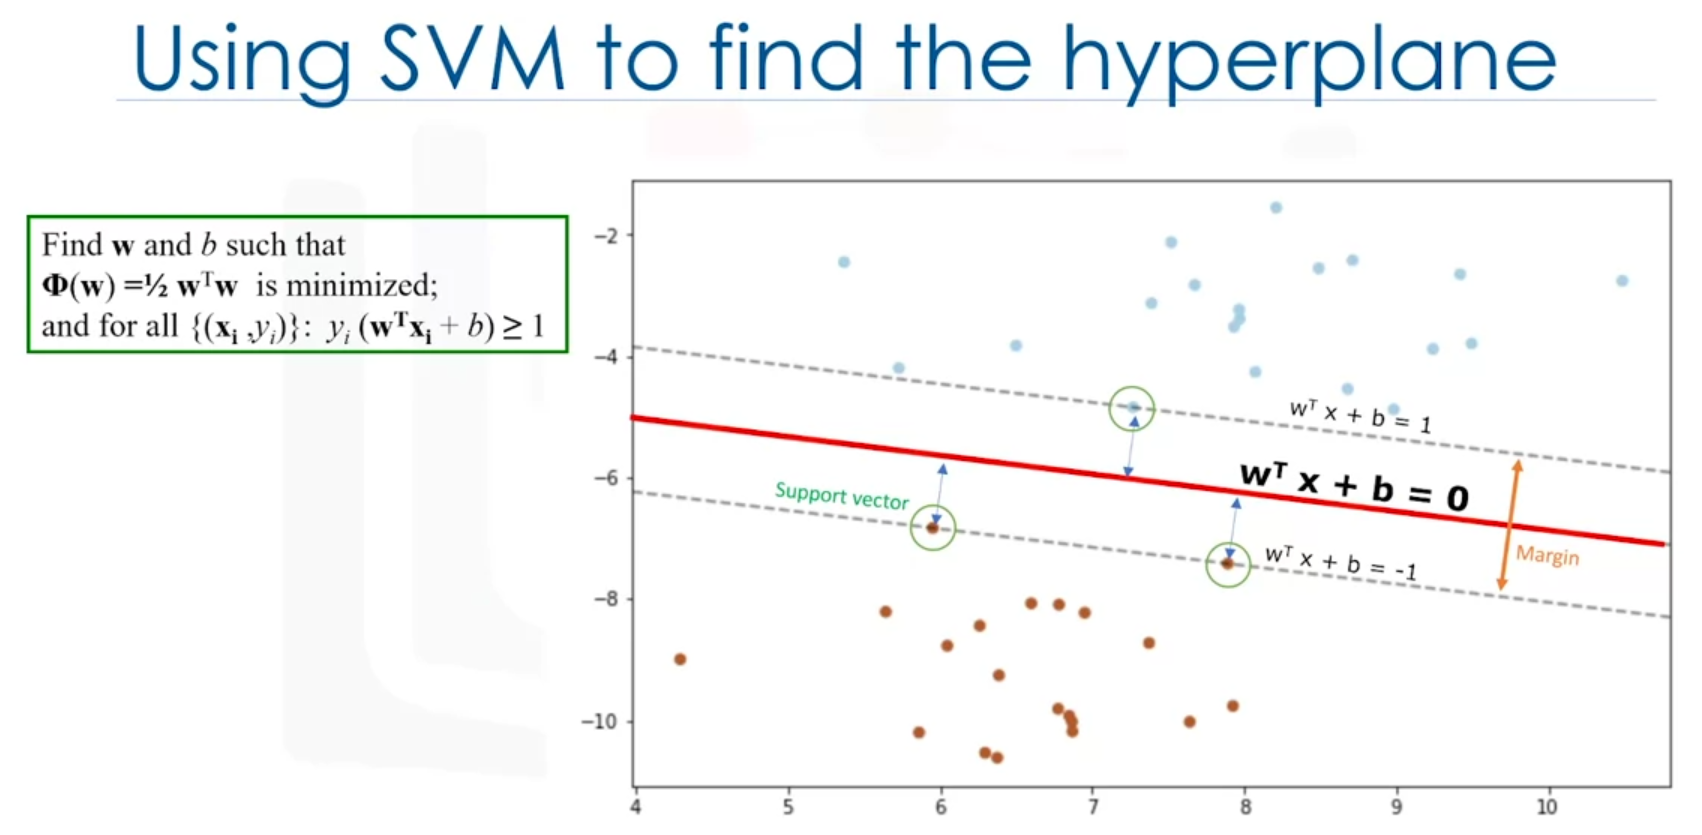 Using SVM to find the hyperplane
Find w and b such that
Φ(w) =½ wᵀw is minimized;
and for all {(xᵢ ,yᵢ)}: yᵢ (wᵀxᵢ + b) ≥ 1
−2
−4
−6
−8
−10
wᵀ x + b = 1
wᵀ x + b = 0
Support vector
wᵀ x + b = -1
Margin
4 5 6 7 8 9 10